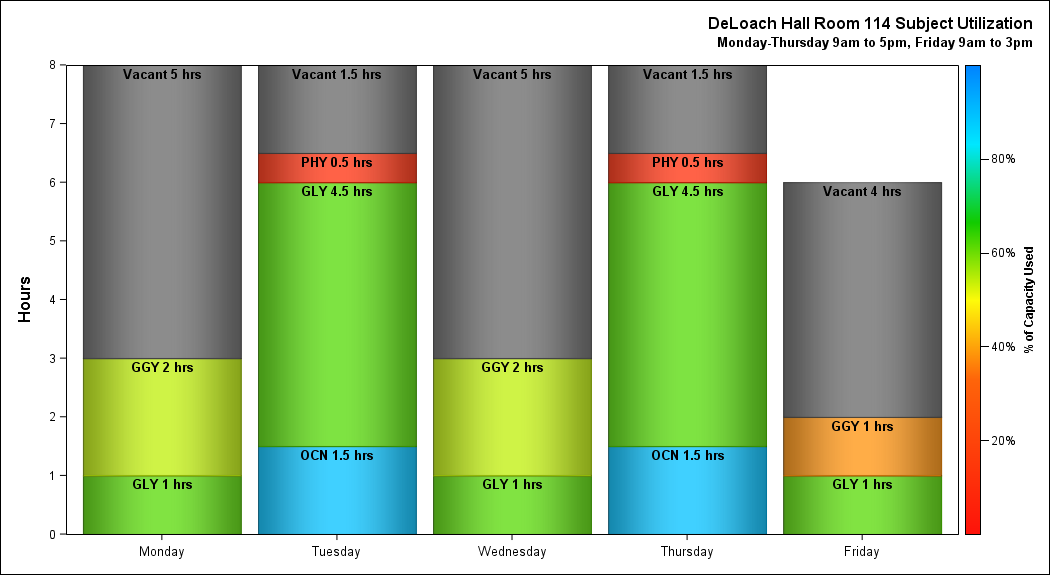 DeLoach Hall Room 114 Subject Utilization
Monday-Thursday 9am to 5pm, Friday 9am to 3pm
Hours
8
7
6
5
4
3
2
1
0
Vacant 5 hrs
GGY 2 hrs
GLY 1 hrs
Vacant 1.5 hrs
PHY 0.5 hrs
GLY 4.5 hrs
OCN 1.5 hrs
Vacant 5 hrs
GGY 2 hrs
GLY 1 hrs
Vacant 1.5 hrs
PHY 0.5 hrs
GLY 4.5 hrs
OCN 1.5 hrs
Vacant 4 hrs
GGY 1 hrs
GLY 1 hrs
Monday
Tuesday
Wednesday
Thursday
Friday
80%
60%
40%
20%
% of Capacity Used